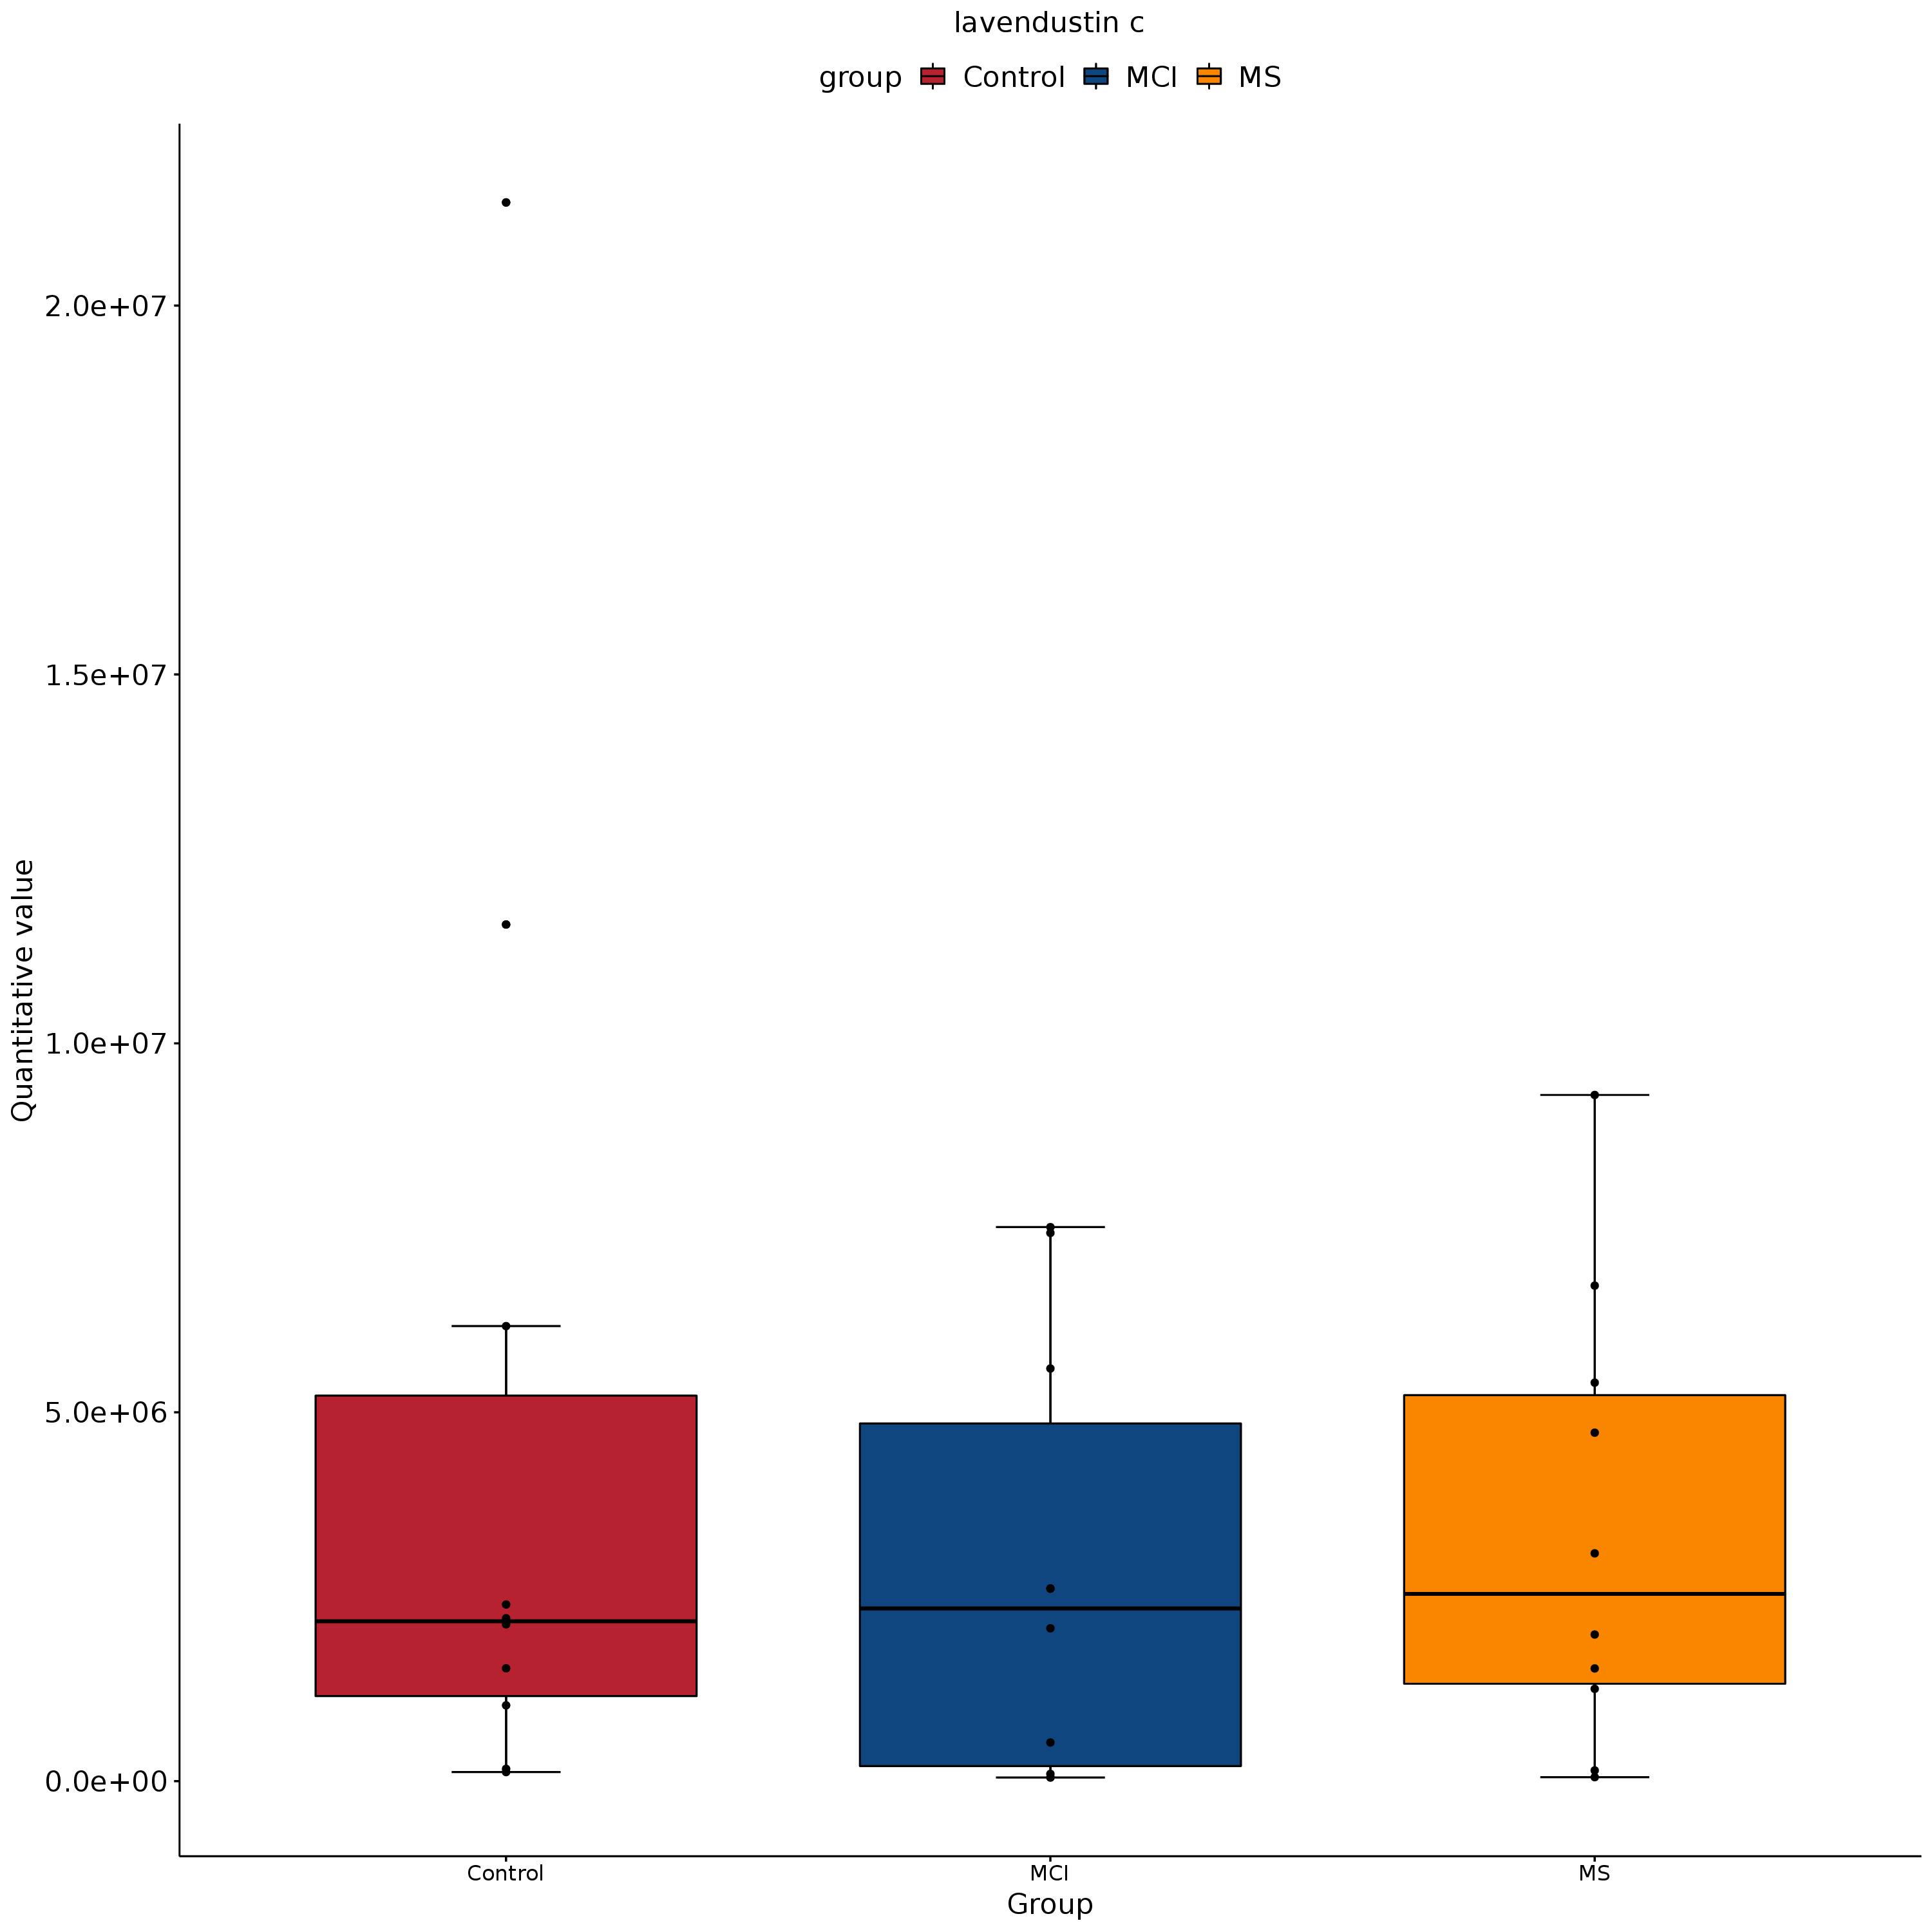 lavendustin c
group Control MCI MS
Quantitative value
2.0e+07
1.5e+07
1.0e+07
5.0e+06
0.0e+00
Control MCI MS
Group